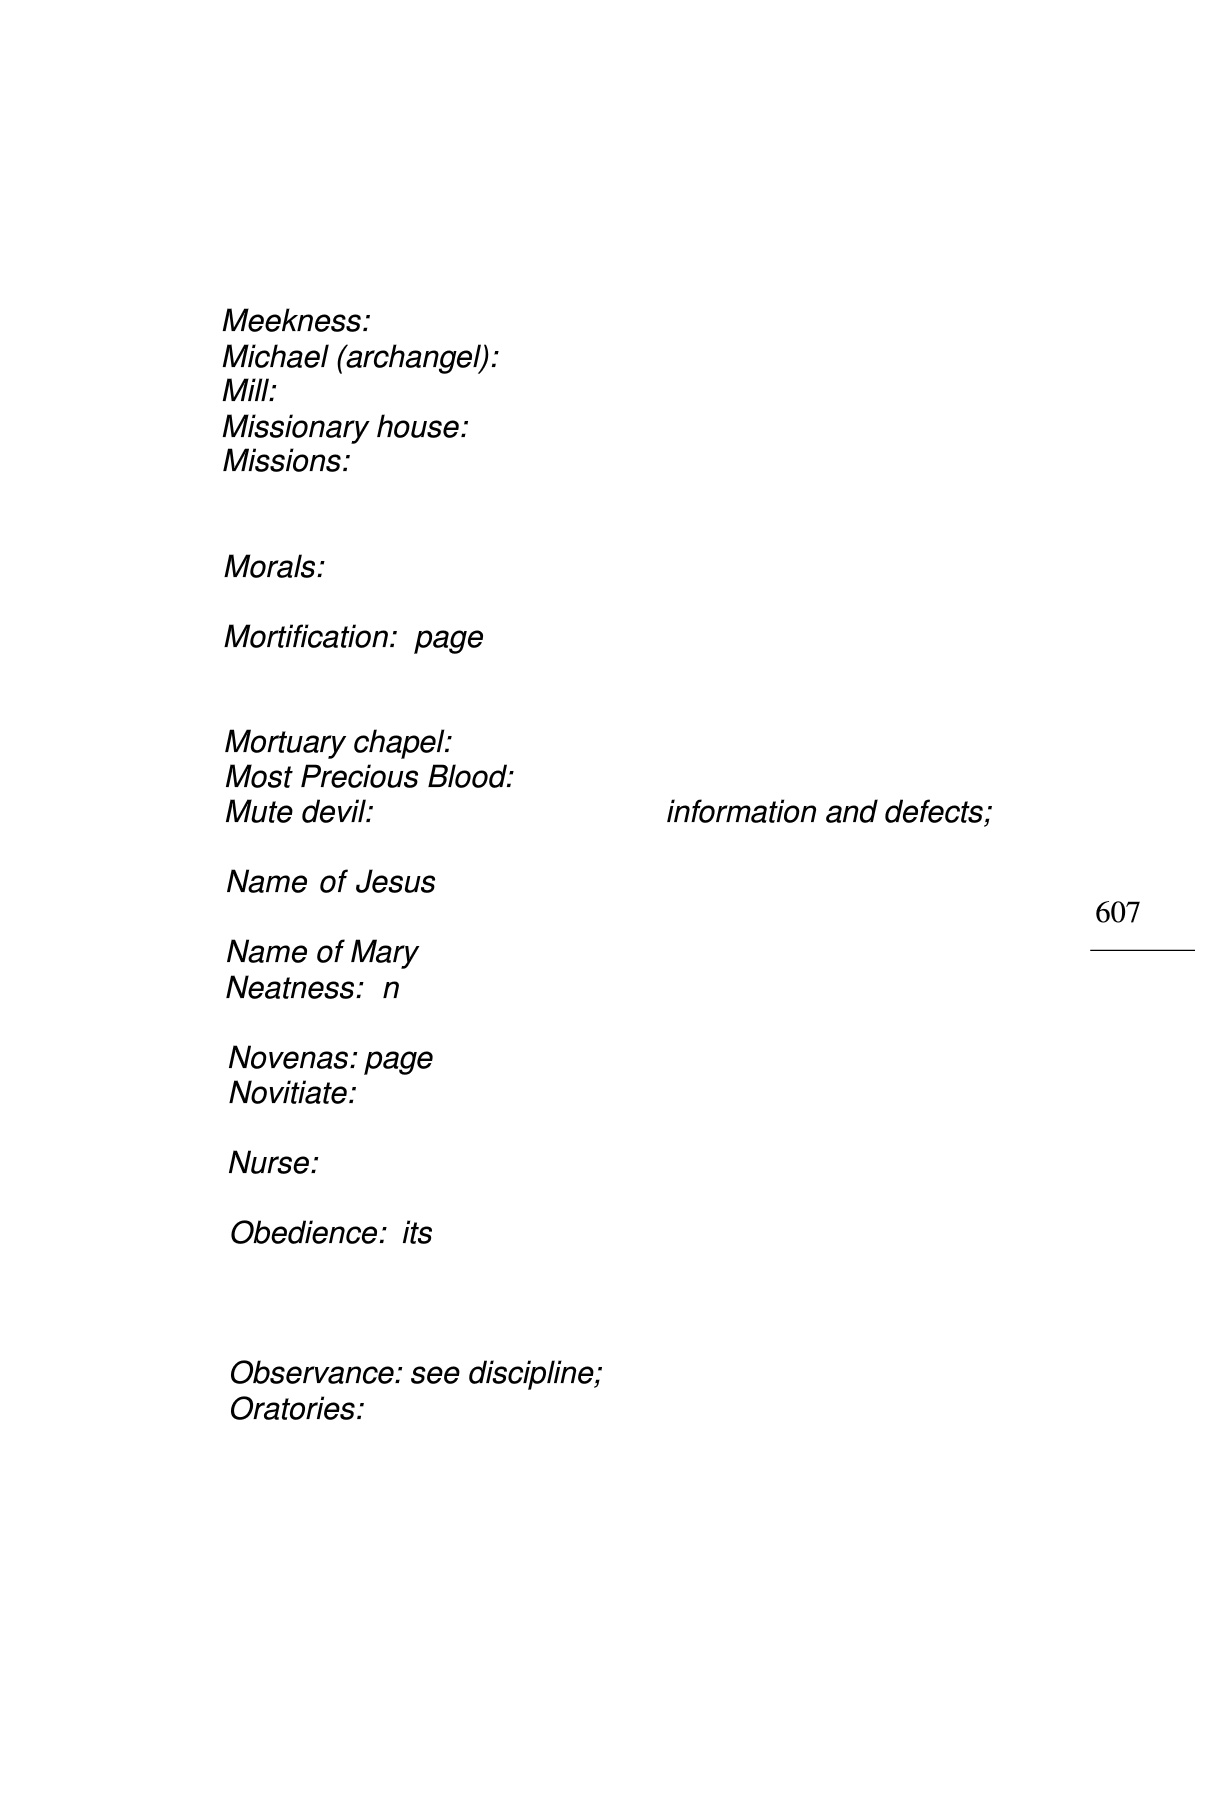 Meekness:
Michael (archangel):
Mill:
Missionary house:
Missions:
Morals:
Mortification: page
Mortuary chapel:
Most Precious Blood:
Mute devil: information and defects;
Name of Jesus
607
Name of Mary
Neatness: n
Novenas: page
Novitiate:
Nurse:
Obedience: its
Observance: see discipline;
Oratories: